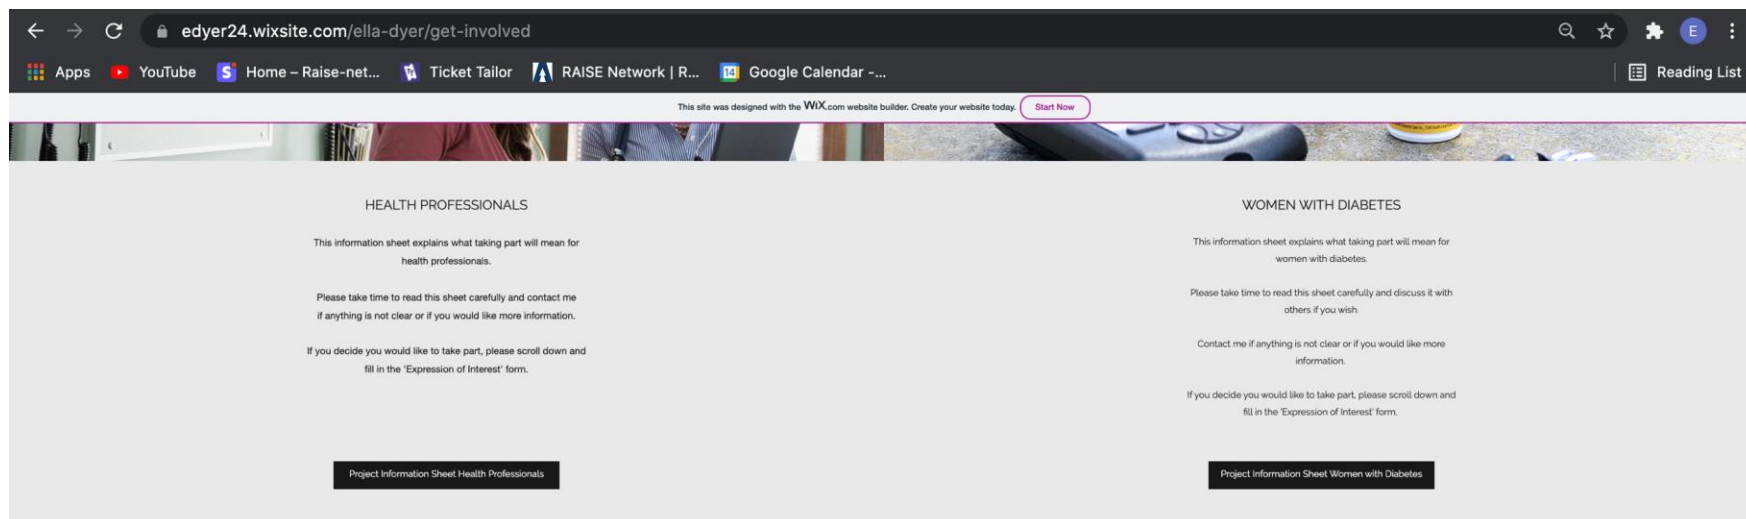 edyer24.wixsite.com/ella-dyer/get-involved
E
Apps
YouTube
S
Home – Raise-net...
Ticket Tailor
RAISE Network | R...
14
Google Calendar -...
Reading List
This site was designed with the WiX.com website builder. Create your website today.
Start Now
HEALTH PROFESSIONALS
This information sheet explains what taking part will mean for
health professionals.
Please take time to read this sheet carefully and contact me
if anything is not clear or if you would like more information.
If you decide you would like to take part, please scroll down and
fill in the 'Expression of Interest' form.
Project Information Sheet Health Professionals
WOMEN WITH DIABETES
This information sheet explains what taking part will mean for
women with diabetes.
Please take time to read this sheet carefully and discuss it with
others if you wish.
Contact me if anything is not clear or if you would like more
information.
If you decide you would like to take part, please scroll down and
fill in the 'Expression of Interest' form.
Project Information Sheet Women with Diabetes